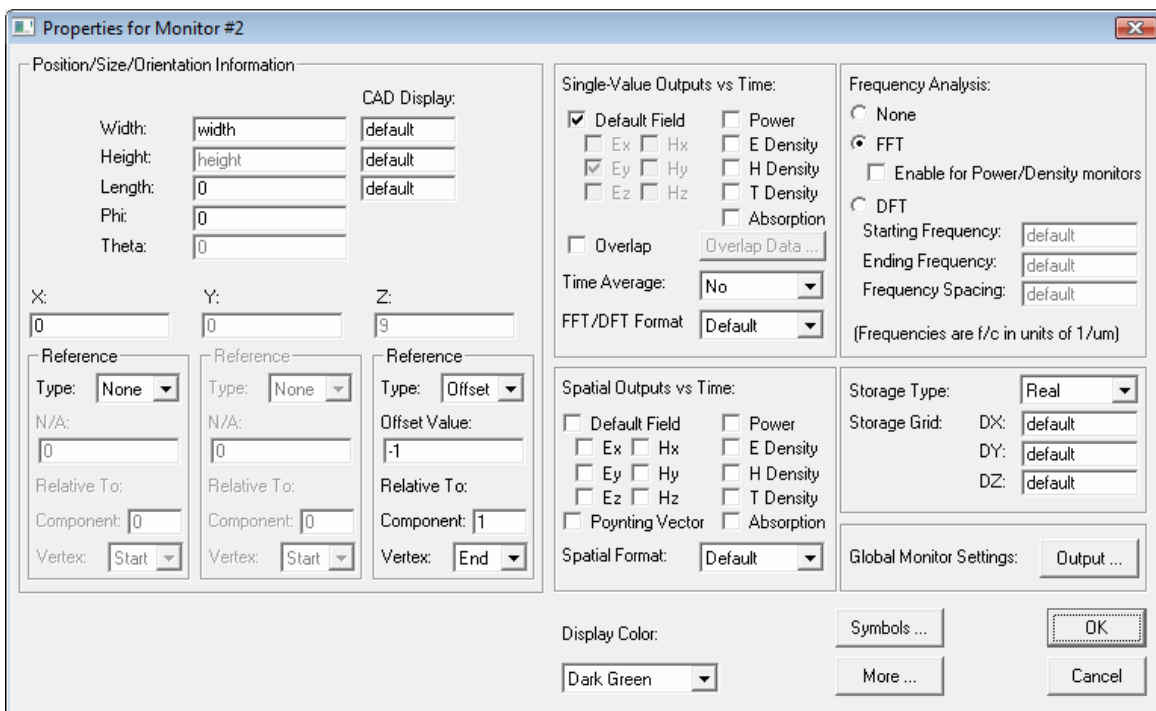 Properties for Monitor #2
Position/Size/Orientation Information
CAD Display:
Width: width default
Height: height default
Length: 0 default
Phi: 0
Theta: 0
X: Y: Z:
0 0 9
Reference Reference Reference
Type: None Type: None Type: Offset
N/A: N/A: Offset Value:
0 0 -1
Relative To: Relative To: Relative To:
Component: 0 Component: 0 Component: 1
Vertex: Start Vertex: Start Vertex: End
Single-Value Outputs vs Time:
Default Field Power
Ex Hx E Density
Ey Hy H Density
Ez Hz T Density
Absorption
Overlap Overlap Data ...
Time Average: No
FFT/DFT Format Default
Spatial Outputs vs Time:
Default Field Power
Ex Hx E Density
Ey Hy H Density
Ez Hz T Density
Poynting Vector Absorption
Spatial Format: Default
Display Color:
Dark Green
Frequency Analysis:
None
FFT
Enable for Power/Density monitors
DFT
Starting Frequency: default
Ending Frequency: default
Frequency Spacing: default
(Frequencies are f/c in units of 1/um)
Storage Type: Real
Storage Grid: DX: default
DY: default
DZ: default
Global Monitor Settings: Output ...
Symbols ... OK
More ... Cancel